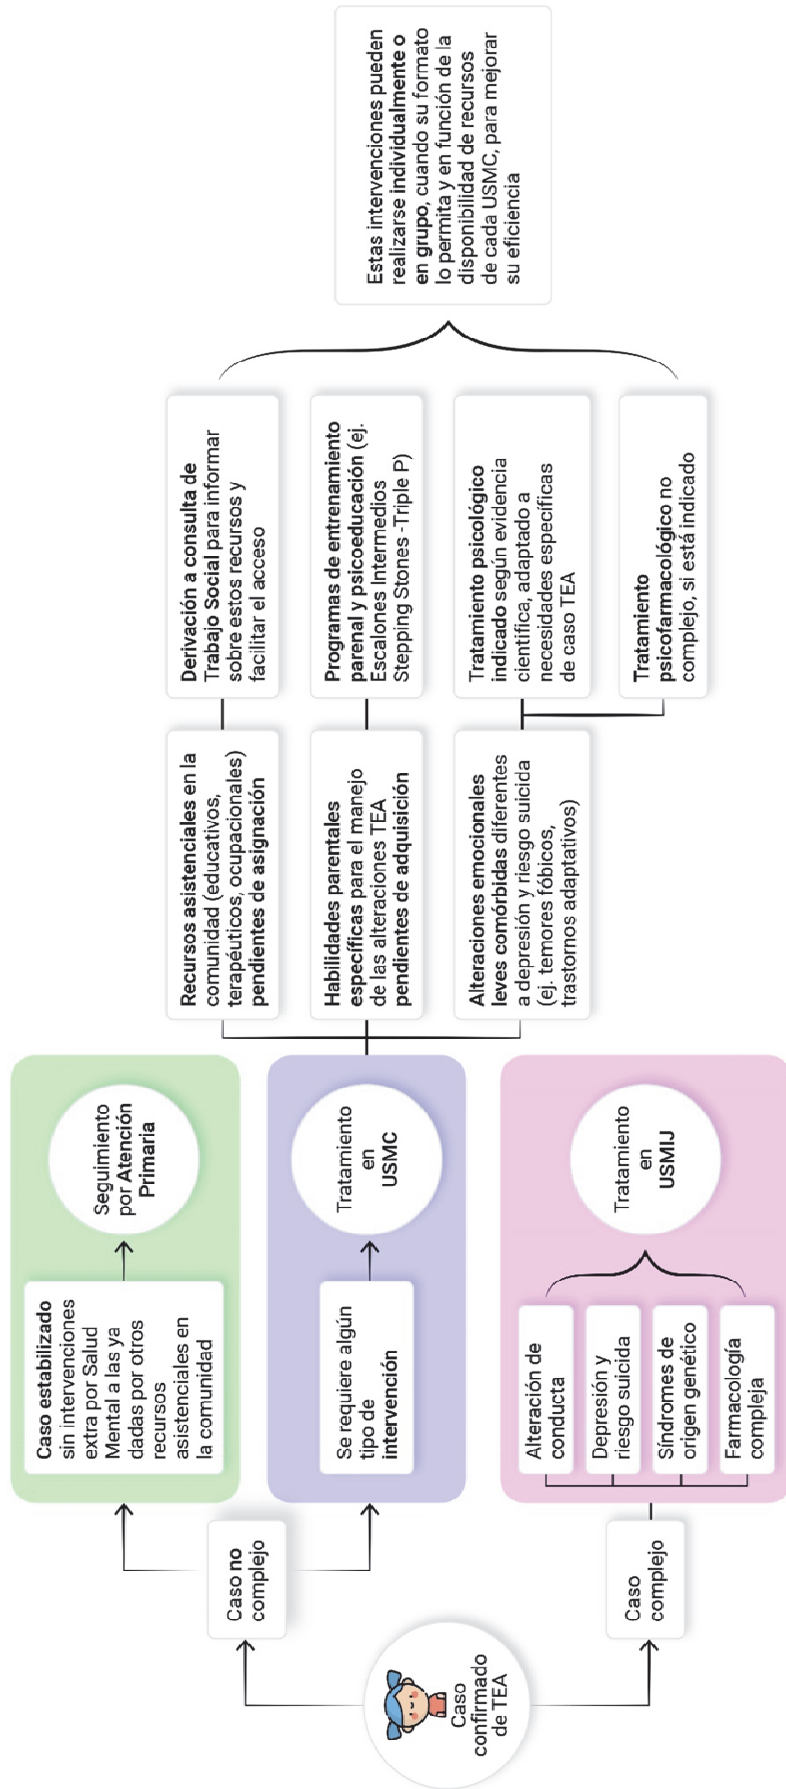 Caso
confirmado
de TEA
Caso no
complejo
Caso
complejo
Caso estabilizado
sin intervenciones
extra por Salud
Mental a las ya
dadas por otros
recursos
asistenciales en
la comunidad
Seguimiento
por Atención
Primaria
Se requiere algún
tipo de
intervención
Tratamiento
en
USMC
Alteración de
conducta
Depresión y
riesgo suicida
Síndromes de
origen genético
Farmacología
compleja
Tratamiento
en
USMIJ
Recursos asistenciales en la
comunidad (educativos,
terapéuticos, ocupacionales)
pendientes de asignación
Derivación a consulta de
Trabajo Social para informar
sobre estos recursos y
facilitar el acceso
Habilidades parentales
específicas para el manejo
de las alteraciones TEA
pendientes de adquisición
Programas de entrenamiento
parenal y psicoeducación (ej.
Escalones Intermedios
Stepping Stones -Triple P)
Alteraciones emocionales
leves comórbidas diferentes
a depresión y riesgo suicida
(ej. temores fóbicos,
trastornos adaptativos)
Tratamiento psicológico
indicado según evidencia
científica, adaptado a
necesidades específicas
de caso TEA
Tratamiento
psicofarmacológico no
complejo, si está indicado
Estas intervenciones pueden
realizarse individualmente o
en grupo, cuando su formato
lo permita y en función de la
disponibilidad de recursos
de cada USMC, para mejorar
su eficiencia